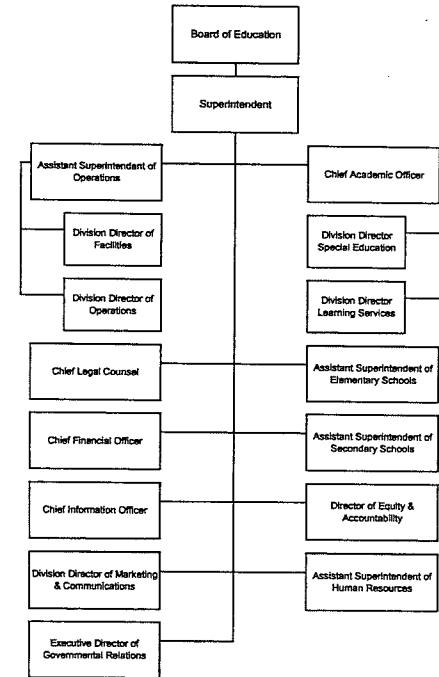 Board of Education
Superintendent
Assistant Superintendant of
Operations
Chief Academic Officer
Division Director of
Facilities
Division Director
Special Education
Division Director of
Operations
Division Director
Learning Services
Chief Legal Counsel
Assistant Superintendent of
Elementary Schools
Chief Financial Officer
Assistant Superintendent of
Secondary Schools
Chief Information Officer
Director of Equity &
Accountability
Division Director of Marketing
& Communications
Assistant Superintendent of
Human Resources
Executive Director of
Governmental Relations